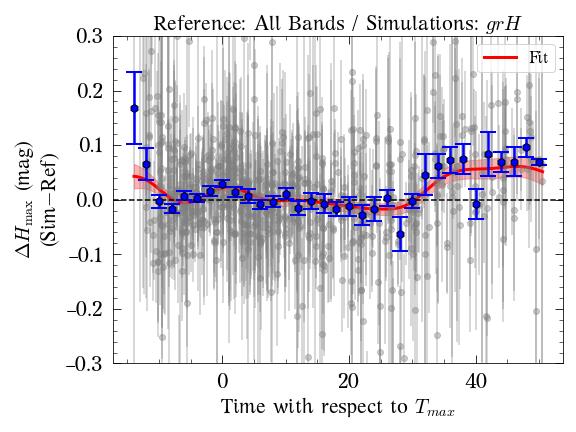 Reference: All Bands / Simulations: grH
Fit
ΔH_max (mag)
(Sim−Ref)
0.3
0.2
0.1
0.0
−0.1
−0.2
−0.3
0 20 40
Time with respect to T_max